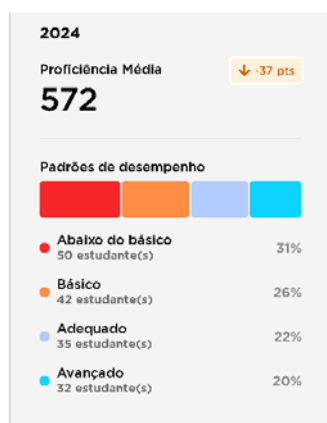 2024
Proficiência Média
-37 pts
572
Padrões de desempenho
Abaixo do básico
50 estudante(s)
31%
Básico
42 estudante(s)
26%
Adequado
35 estudante(s)
22%
Avançado
32 estudante(s)
20%